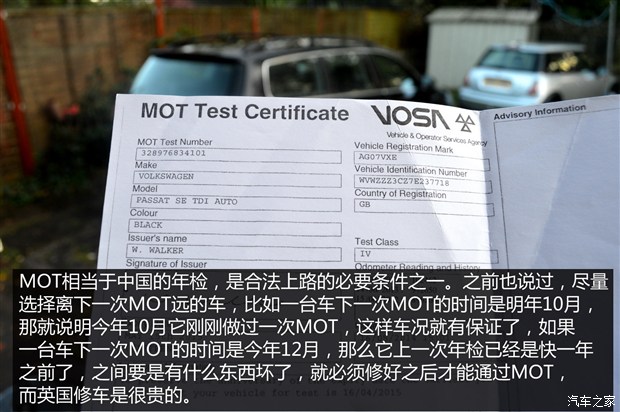 MOT Test Certificate
VOSA
Vehicle & Operator Services Agency
Advisory Information
MOT Test Number
328976834101
Make
VOLKSWAGEN
Model
PASSAT SE TDI AUTO
Colour
BLACK
Issuer's name
W. WALKER
Signature of Issuer
Vehicle Registration Mark
AG07VXE
Vehicle Identification Number
WVWZZZ3CZ7E237718
Country of Registration
GB
Test Class
IV
Odometer Reading and History
MOT相当于中国的年检，是合法上路的必要条件之一。之前也说过，尽量
选择离下一次MOT远的车，比如一台车下一次MOT的时间是明年10月，
那就说明今年10月它刚刚做过一次MOT，这样车况就有保证了，如果
一台车下一次MOT的时间是今年12月，那么它上一次年检已经是快一年
之前了，之间要是有什么东西坏了，就必须修好之后才能通过MOT，
而英国修车是很贵的。
汽车之家